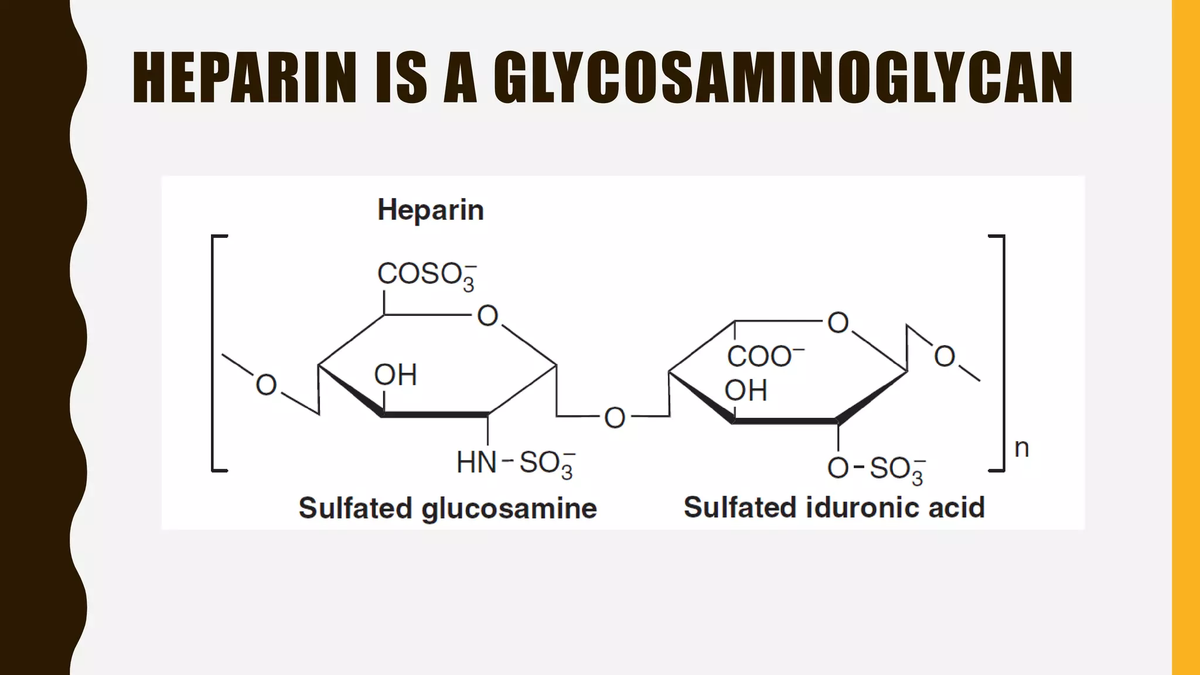 HEPARIN IS A GLYCOSAMINOGLYCAN
Heparin
COSO₃⁻
O
O
OH
HN-SO₃⁻
O
O
COO⁻
OH
O-SO₃⁻
O
n
Sulfated glucosamine
Sulfated iduronic acid